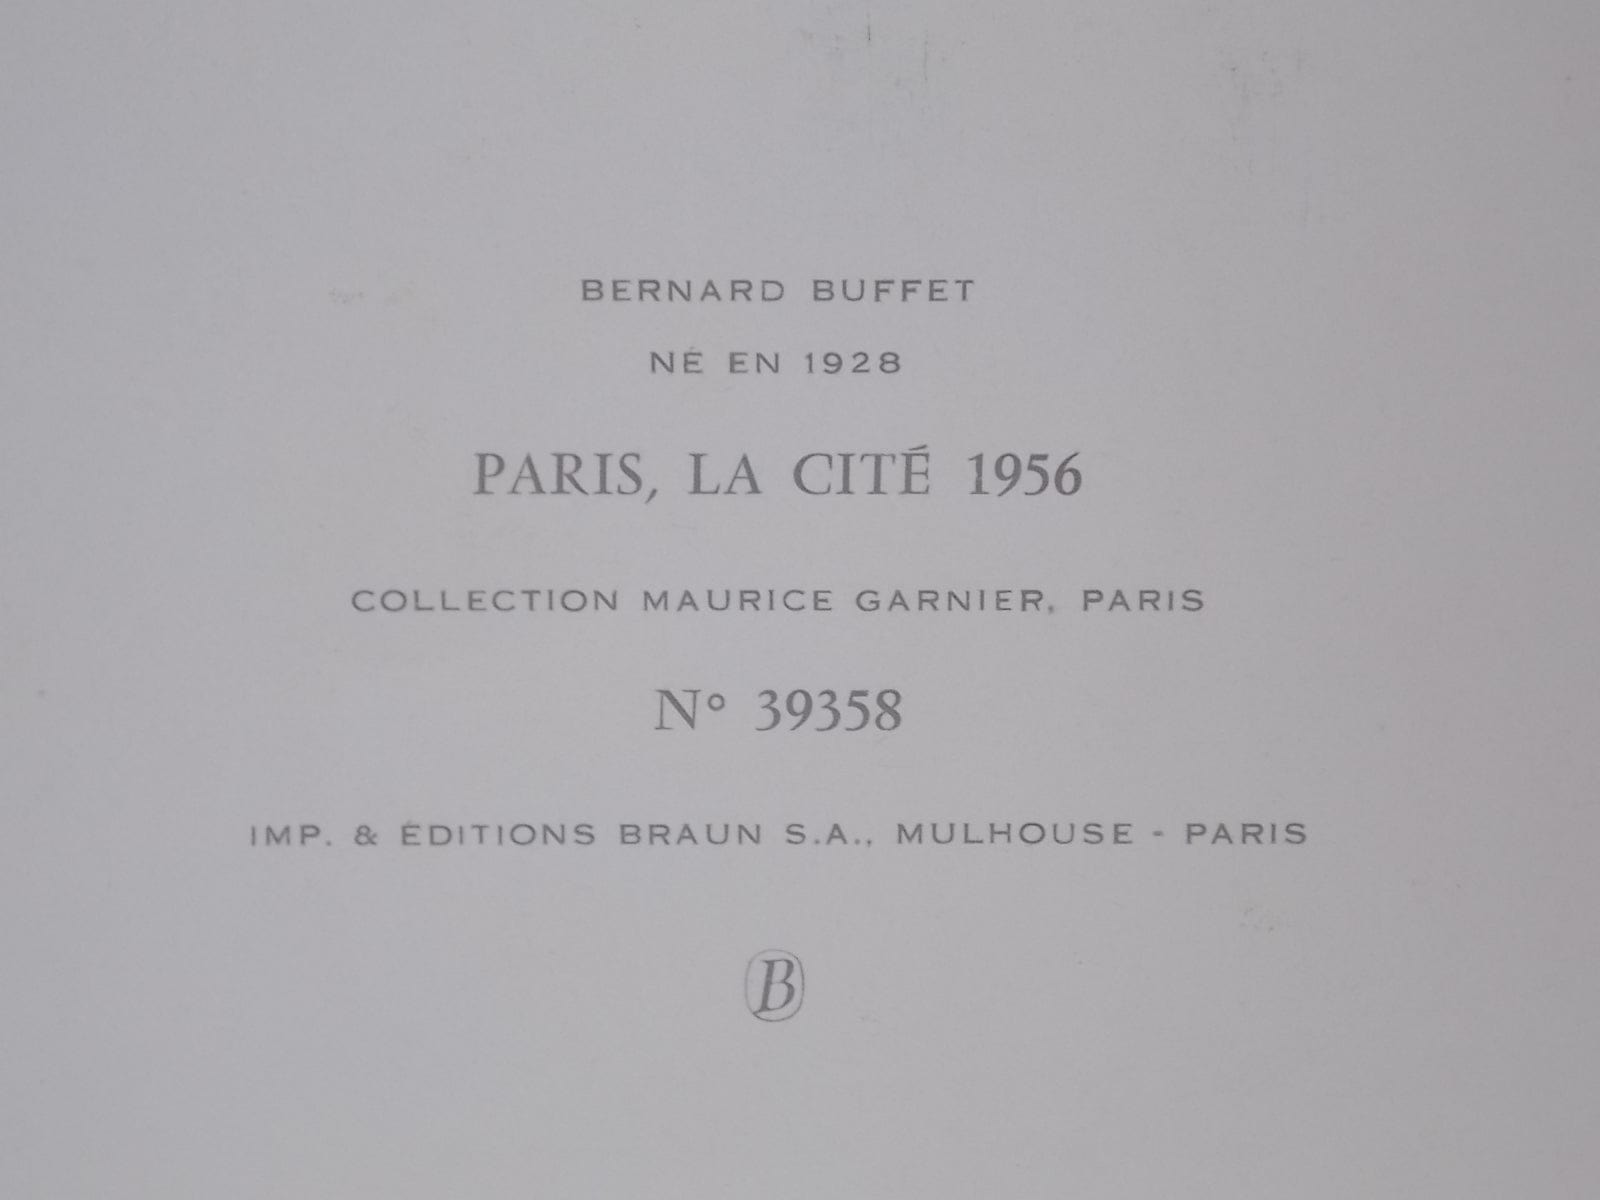 BERNARD BUFFET
NÉ EN 1928
PARIS, LA CITÉ 1956
COLLECTION MAURICE GARNIER, PARIS
N° 39358
IMP. & ÉDITIONS BRAUN S.A., MULHOUSE - PARIS
B